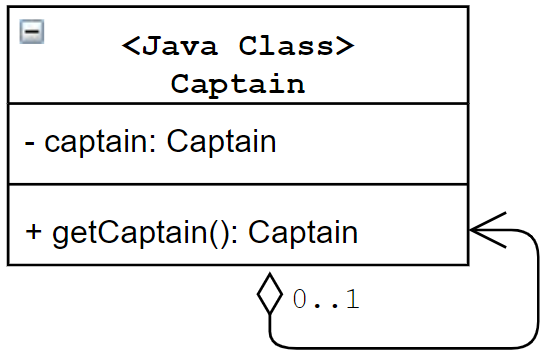 <Java Class>
Captain
- captain: Captain
+ getCaptain(): Captain
0..1